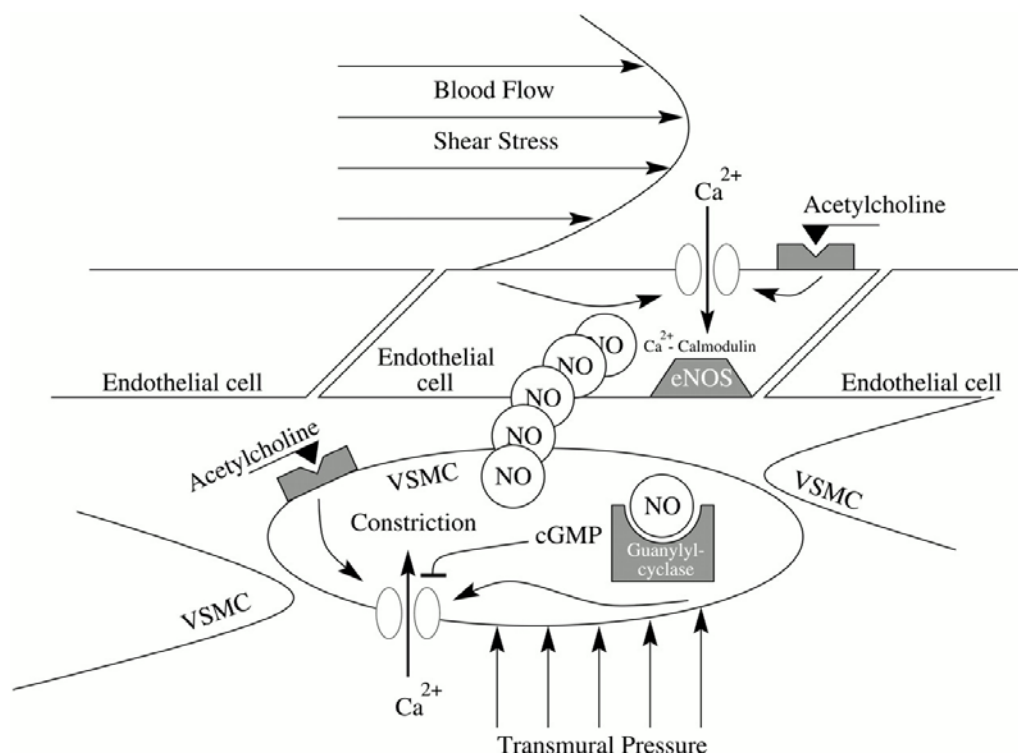 Blood Flow
Shear Stress
Ca2+
Acetylcholine
Ca2+- Calmodulin
eNOS
Endothelial cell
Endothelial
cell
Endothelial cell
NO
NO
NO
NO
NO
Acetylcholine
VSMC
VSMC
Constriction
cGMP
NO
Guanylyl-
cyclase
VSMC
Ca2+
Transmural Pressure